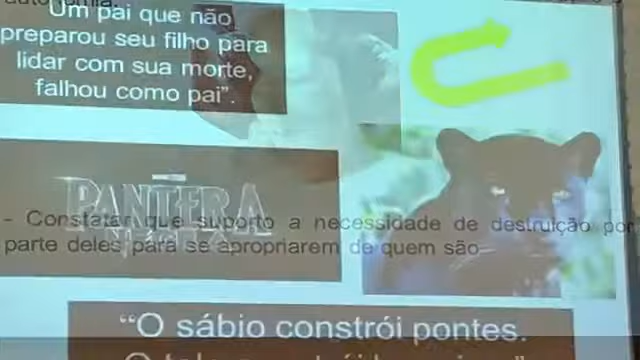 Um pai que não
preparou seu filho para
lidar com sua morte,
falhou como pai”.
PANTERA
- Constatar que suporto a necessidade de destruição por
parte deles para se apropriarem de quem são
“O sábio constrói pontes.